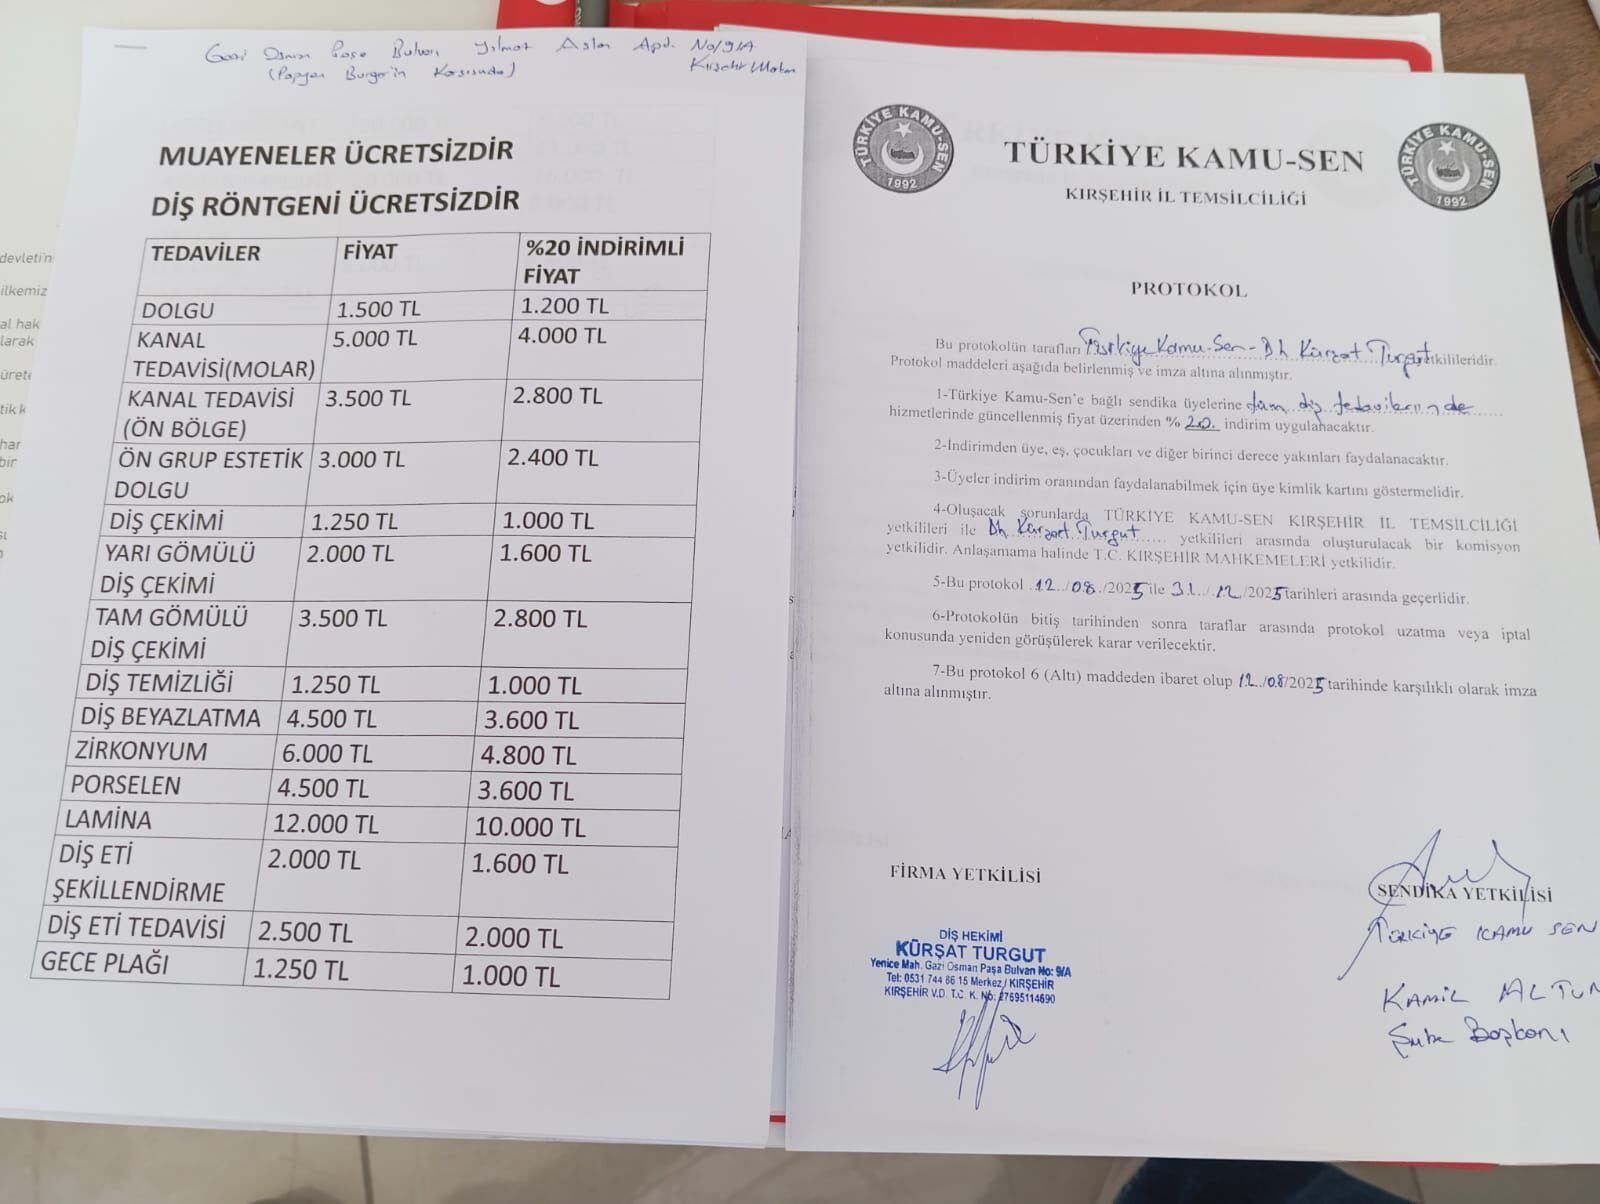 Gazi Osman Paşa Bulvarı Yılmaz Aslan Apd. No/9/A
(Papyon Burger'in Karşısında) Kırşehir Merkez
MUAYENELER ÜCRETSİZDİR
DİŞ RÖNTGENİ ÜCRETSİZDİR
TEDAVİLER FİYAT %20 İNDİRİMLİ
FİYAT
DOLGU 1.500 TL 1.200 TL
KANAL 5.000 TL 4.000 TL
TEDAVİSİ(MOLAR)
KANAL TEDAVİSİ 3.500 TL 2.800 TL
(ÖN BÖLGE)
ÖN GRUP ESTETİK 3.000 TL 2.400 TL
DOLGU
DİŞ ÇEKİMİ 1.250 TL 1.000 TL
YARI GÖMÜLÜ 2.000 TL 1.600 TL
DİŞ ÇEKİMİ
TAM GÖMÜLÜ 3.500 TL 2.800 TL
DİŞ ÇEKİMİ
DİŞ TEMİZLİĞİ 1.250 TL 1.000 TL
DİŞ BEYAZLATMA 4.500 TL 3.600 TL
ZİRKONYUM 6.000 TL 4.800 TL
PORSELEN 4.500 TL 3.600 TL
LAMİNA 12.000 TL 10.000 TL
DİŞ ETİ 2.000 TL 1.600 TL
ŞEKİLLENDİRME
DİŞ ETİ TEDAVİSİ 2.500 TL 2.000 TL
GECE PLAĞI 1.250 TL 1.000 TL
TÜRKİYE KAMU-SEN
1992
TÜRKİYE KAMU-SEN
KIRŞEHİR İL TEMSİLCİLİĞİ
TÜRKİYE KAMU-SEN
1992
PROTOKOL
Bu protokolün tarafları Türkiye Kamu-Sen-Dh Kürşat Turgut yetkilileridir.
Protokol maddeleri aşağıda belirlenmiş ve imza altına alınmıştır.
1-Türkiye Kamu-Sen'e bağlı sendika üyelerine tüm diş tedavilerinde
hizmetlerinde güncellenmiş fiyat üzerinden % 20. indirim uygulanacaktır.
2-İndirimden üye, eş, çocukları ve diğer birinci derece yakınları faydalanacaktır.
3-Üyeler indirim oranından faydalanabilmek için üye kimlik kartını göstermelidir.
4-Oluşacak sorunlarda TÜRKİYE KAMU-SEN KIRŞEHİR İL TEMSİLCİLİĞİ
yetkilileri ile Dh Kürşat Turgut yetkilileri arasında oluşturulacak bir komisyon
yetkilidir. Anlaşamama halinde T.C. KIRŞEHİR MAHKEMELERİ yetkilidir.
5-Bu protokol 12../08../2025 ile 31../12./2025 tarihleri arasında geçerlidir.
6-Protokolün bitiş tarihinden sonra taraflar arasında protokol uzatma veya iptal
konusunda yeniden görüşülerek karar verilecektir.
7-Bu protokol 6 (Altı) maddeden ibaret olup 12../08/2025 tarihinde karşılıklı olarak imza
altına alınmıştır.
FİRMA YETKİLİSİ
DİŞ HEKİMİ
KÜRŞAT TURGUT
Yenice Mah. Gazi Osman Paşa Bulvarı No: 9/A
Tel: 0531 744 86 15 Merkez / KIRŞEHİR
KIRŞEHİR V.D. T.C. K. No: 27695114690
SENDİKA YETKİLİSİ
TÜRKİYE KAMU SEN
KAMİL ALTUN
Şube Başkanı
devleti'n
ilkemiz
al hak
larak
ürete
tik k
har
bir
ok